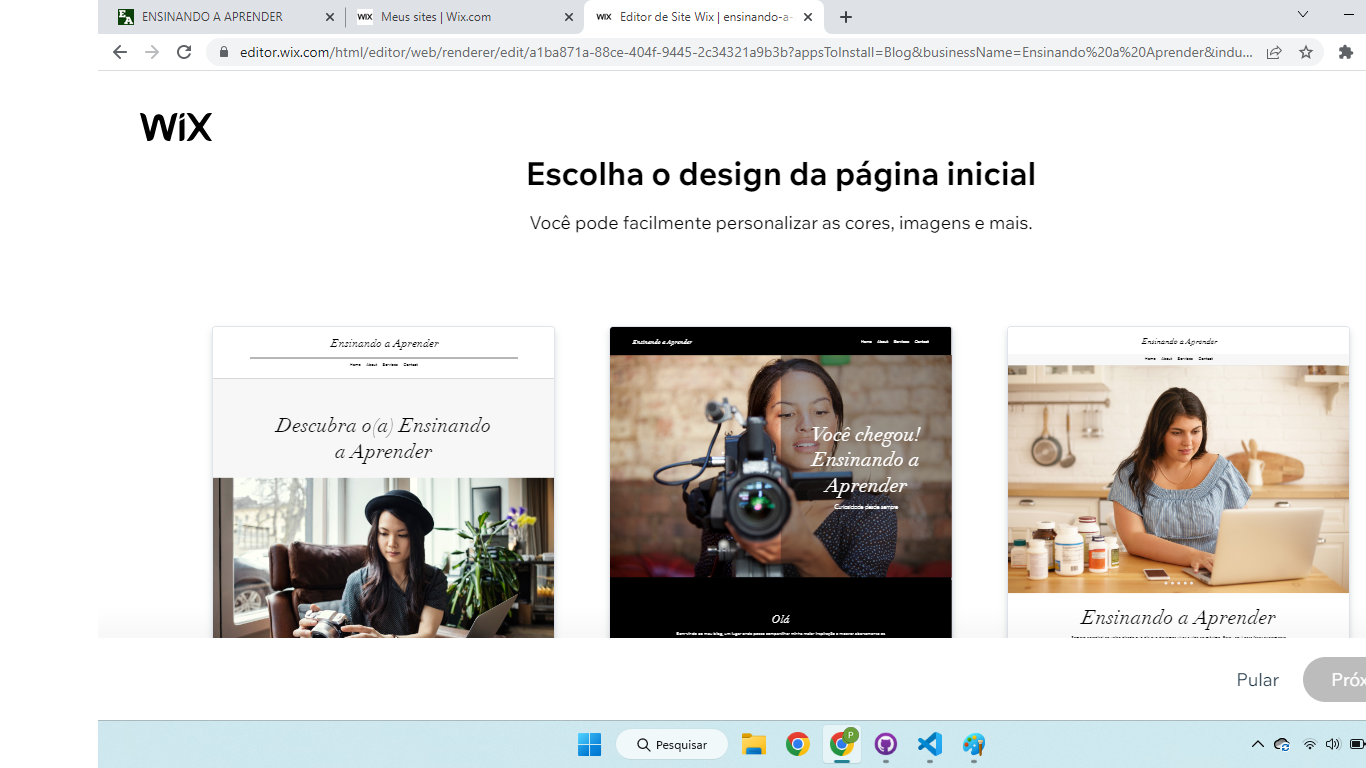 EA ENSINANDO A APRENDER
WiX Meus sites | Wix.com
WiX Editor de Site Wix | ensinando-a-
editor.wix.com/html/editor/web/renderer/edit/a1ba871a-88ce-404f-9445-2c34321a9b3b?appsToInstall=Blog&businessName=Ensinando%20a%20Aprender&indu...
WiX
Escolha o design da página inicial
Você pode facilmente personalizar as cores, imagens e mais.
Ensinando a Aprender
Home About Services Contact
Descubra o(a) Ensinando
a Aprender
Ensinando a Aprender
Home About Services Contact
Você chegou!
Ensinando a
Aprender
Curiosidade desde sempre
Olá
Bem-vindo ao meu blog, um lugar onde posso compartilhar minha maior inspiração e mostrar abertamente as
Ensinando a Aprender
Home About Services Contact
Ensinando a Aprender
Pular
Próx
Pesquisar
P